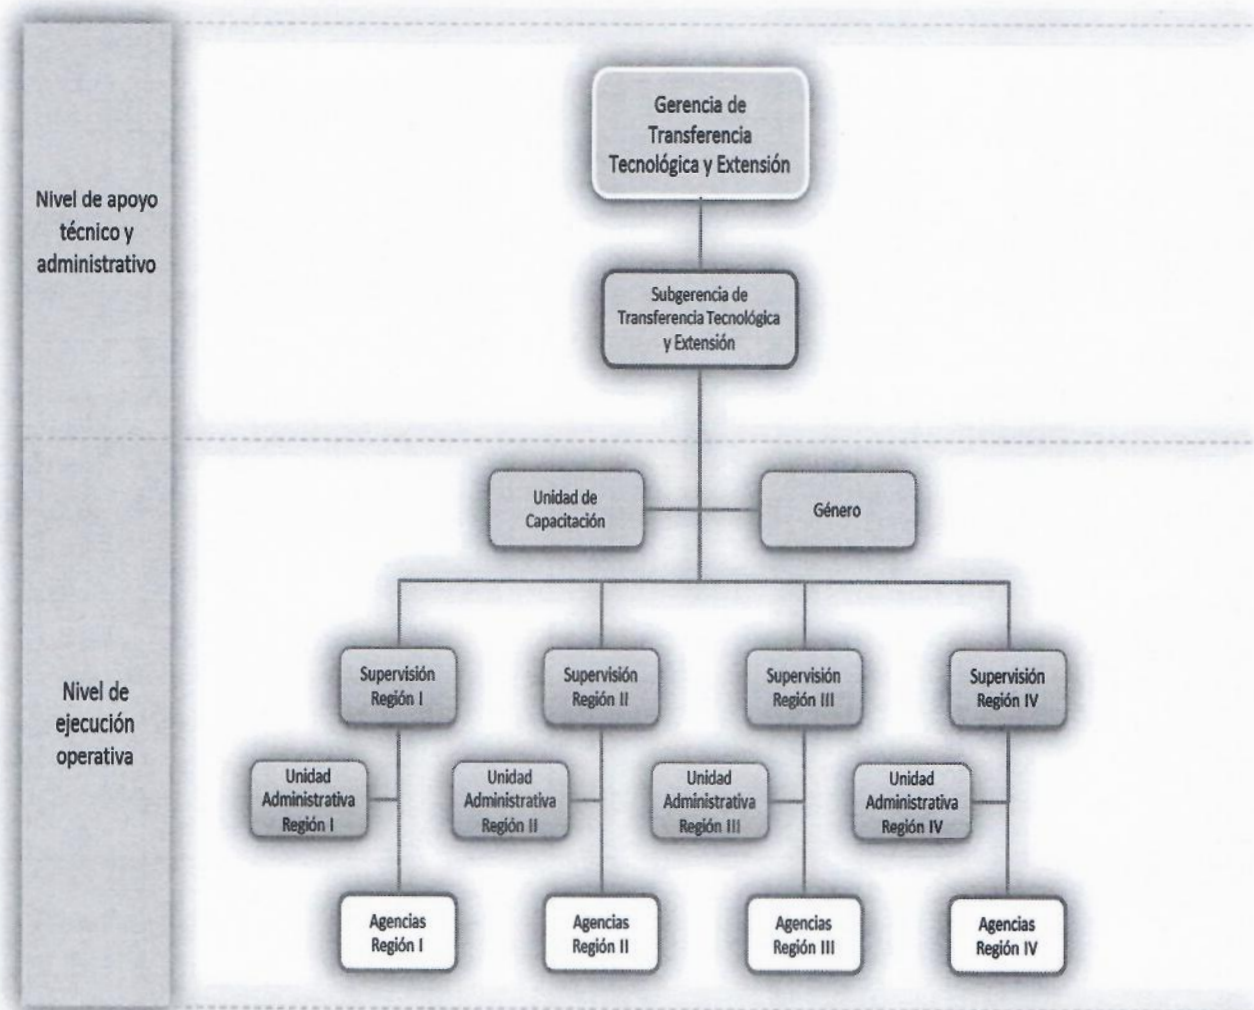 Nivel de apoyo
técnico y
administrativo
Gerencia de
Transferencia
Tecnológica y Extensión
Subgerencia de
Transferencia Tecnológica
y Extensión
Nivel de
ejecución
operativa
Unidad de
Capacitación
Género
Supervisión
Región I
Supervisión
Región II
Supervisión
Región III
Supervisión
Región IV
Unidad
Administrativa
Región I
Unidad
Administrativa
Región II
Unidad
Administrativa
Región III
Unidad
Administrativa
Región IV
Agencias
Región I
Agencias
Región II
Agencias
Región III
Agencias
Región IV